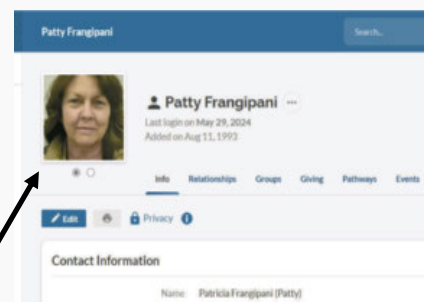 Patty Frangipani
Search...
Patty Frangipani
Last login on May 29, 2024
Added on Aug 11, 1993
Info Relationships Groups Giving Pathways Events
Edit Privacy
Contact Information
Name Patricia Frangipani (Patty)